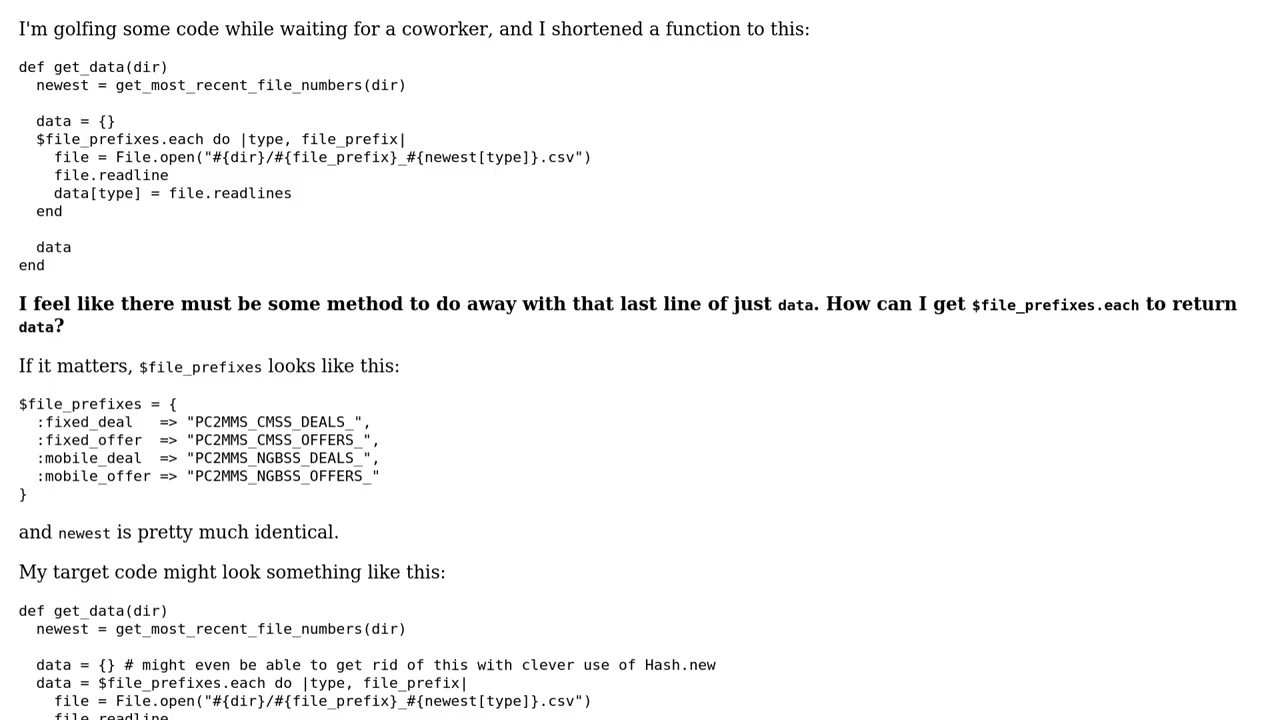 I'm golfing some code while waiting for a coworker, and I shortened a function to this:
def get_data(dir)
  newest = get_most_recent_file_numbers(dir)

  data = {}
  $file_prefixes.each do |type, file_prefix|
    file = File.open("#{dir}/#{file_prefix}_#{newest[type]}.csv")
    file.readline
    data[type] = file.readlines
  end

  data
end
I feel like there must be some method to do away with that last line of just data. How can I get $file_prefixes.each to return
data?
If it matters, $file_prefixes looks like this:
$file_prefixes = {
  :fixed_deal   => "PC2MMS_CMSS_DEALS_",
  :fixed_offer  => "PC2MMS_CMSS_OFFERS_",
  :mobile_deal  => "PC2MMS_NGBSS_DEALS_",
  :mobile_offer => "PC2MMS_NGBSS_OFFERS_"
}
and newest is pretty much identical.
My target code might look something like this:
def get_data(dir)
  newest = get_most_recent_file_numbers(dir)

  data = {} # might even be able to get rid of this with clever use of Hash.new
  data = $file_prefixes.each do |type, file_prefix|
    file = File.open("#{dir}/#{file_prefix}_#{newest[type]}.csv")
    file.readline